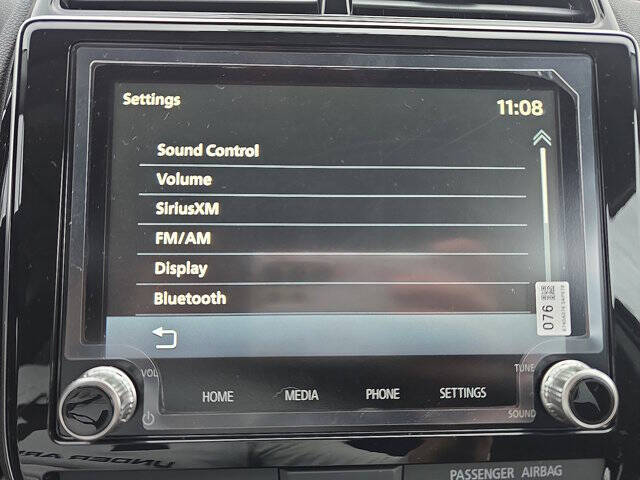 Settings
11:08
Sound Control
Volume
SiriusXM
FM/AM
Display
Bluetooth
076
VOL
TUNE
HOME
MEDIA
PHONE
SETTINGS
SOUND
PASSENGER AIRBAG